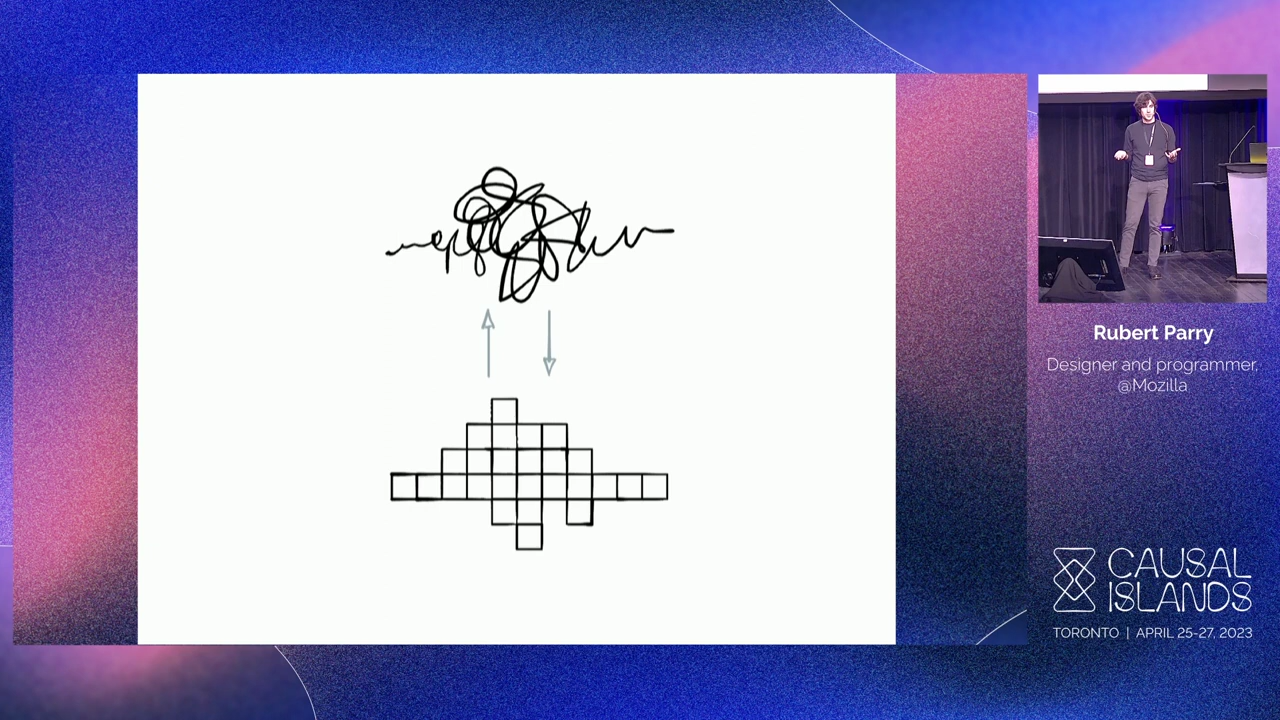 Rubert Parry
Designer and programmer,
@Mozilla
CAUSAL
ISLANDS
TORONTO | APRIL 25-27, 2023